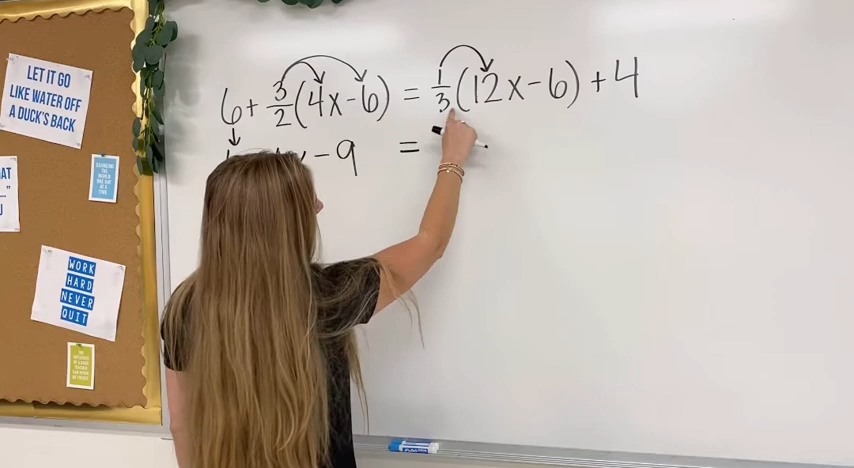 LET IT GO
LIKE WATER OFF
A DUCK'S BACK
WORK
HARD
NEVER
QUIT
6 + 3/2 (4x - 6) = 1/3 (12x - 6) + 4
- 9 =